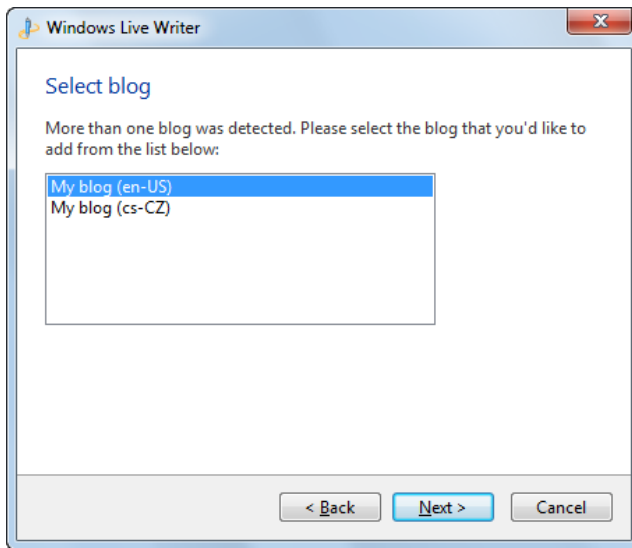 Windows Live Writer
Select blog
More than one blog was detected. Please select the blog that you'd like to
add from the list below:
My blog (en-US)
My blog (cs-CZ)
< Back
Next >
Cancel